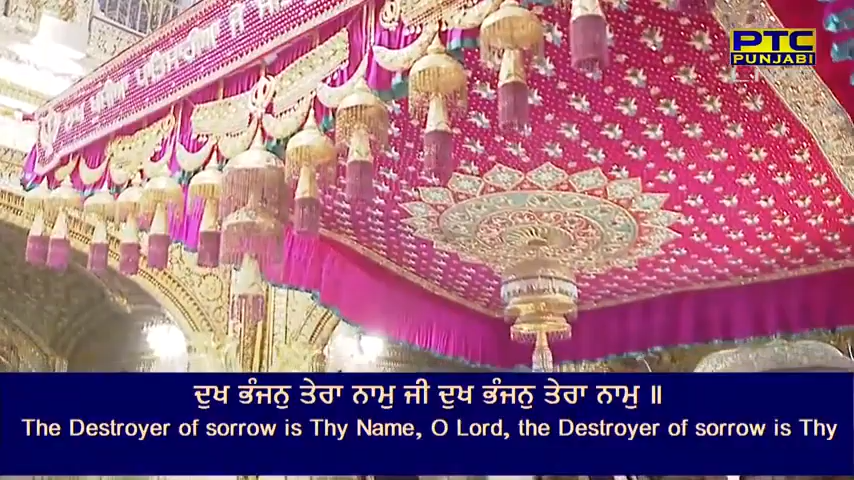 PTC
PUNJABI
ਦੁਖ ਭੰਜਨੁ ਤੇਰਾ ਨਾਮੁ ਜੀ ਦੁਖ ਭੰਜਨੁ ਤੇਰਾ ਨਾਮੁ ॥
The Destroyer of sorrow is Thy Name, O Lord, the Destroyer of sorrow is Thy